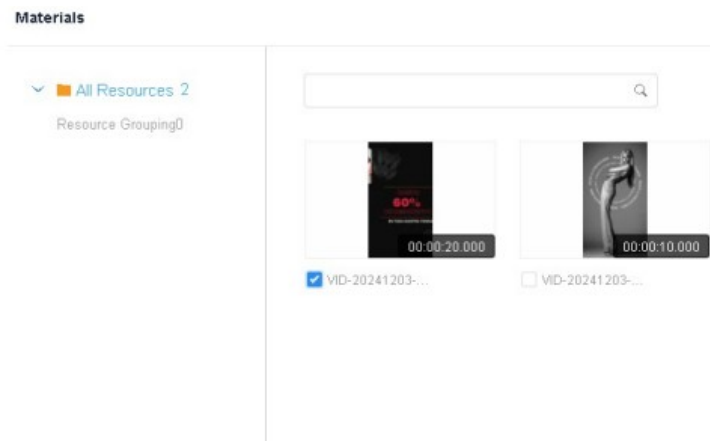 Materials
All Resources 2
Resource Grouping0
60%
00:00:20.000
00:00:10.000
VID-20241203-...
VID-20241203-...